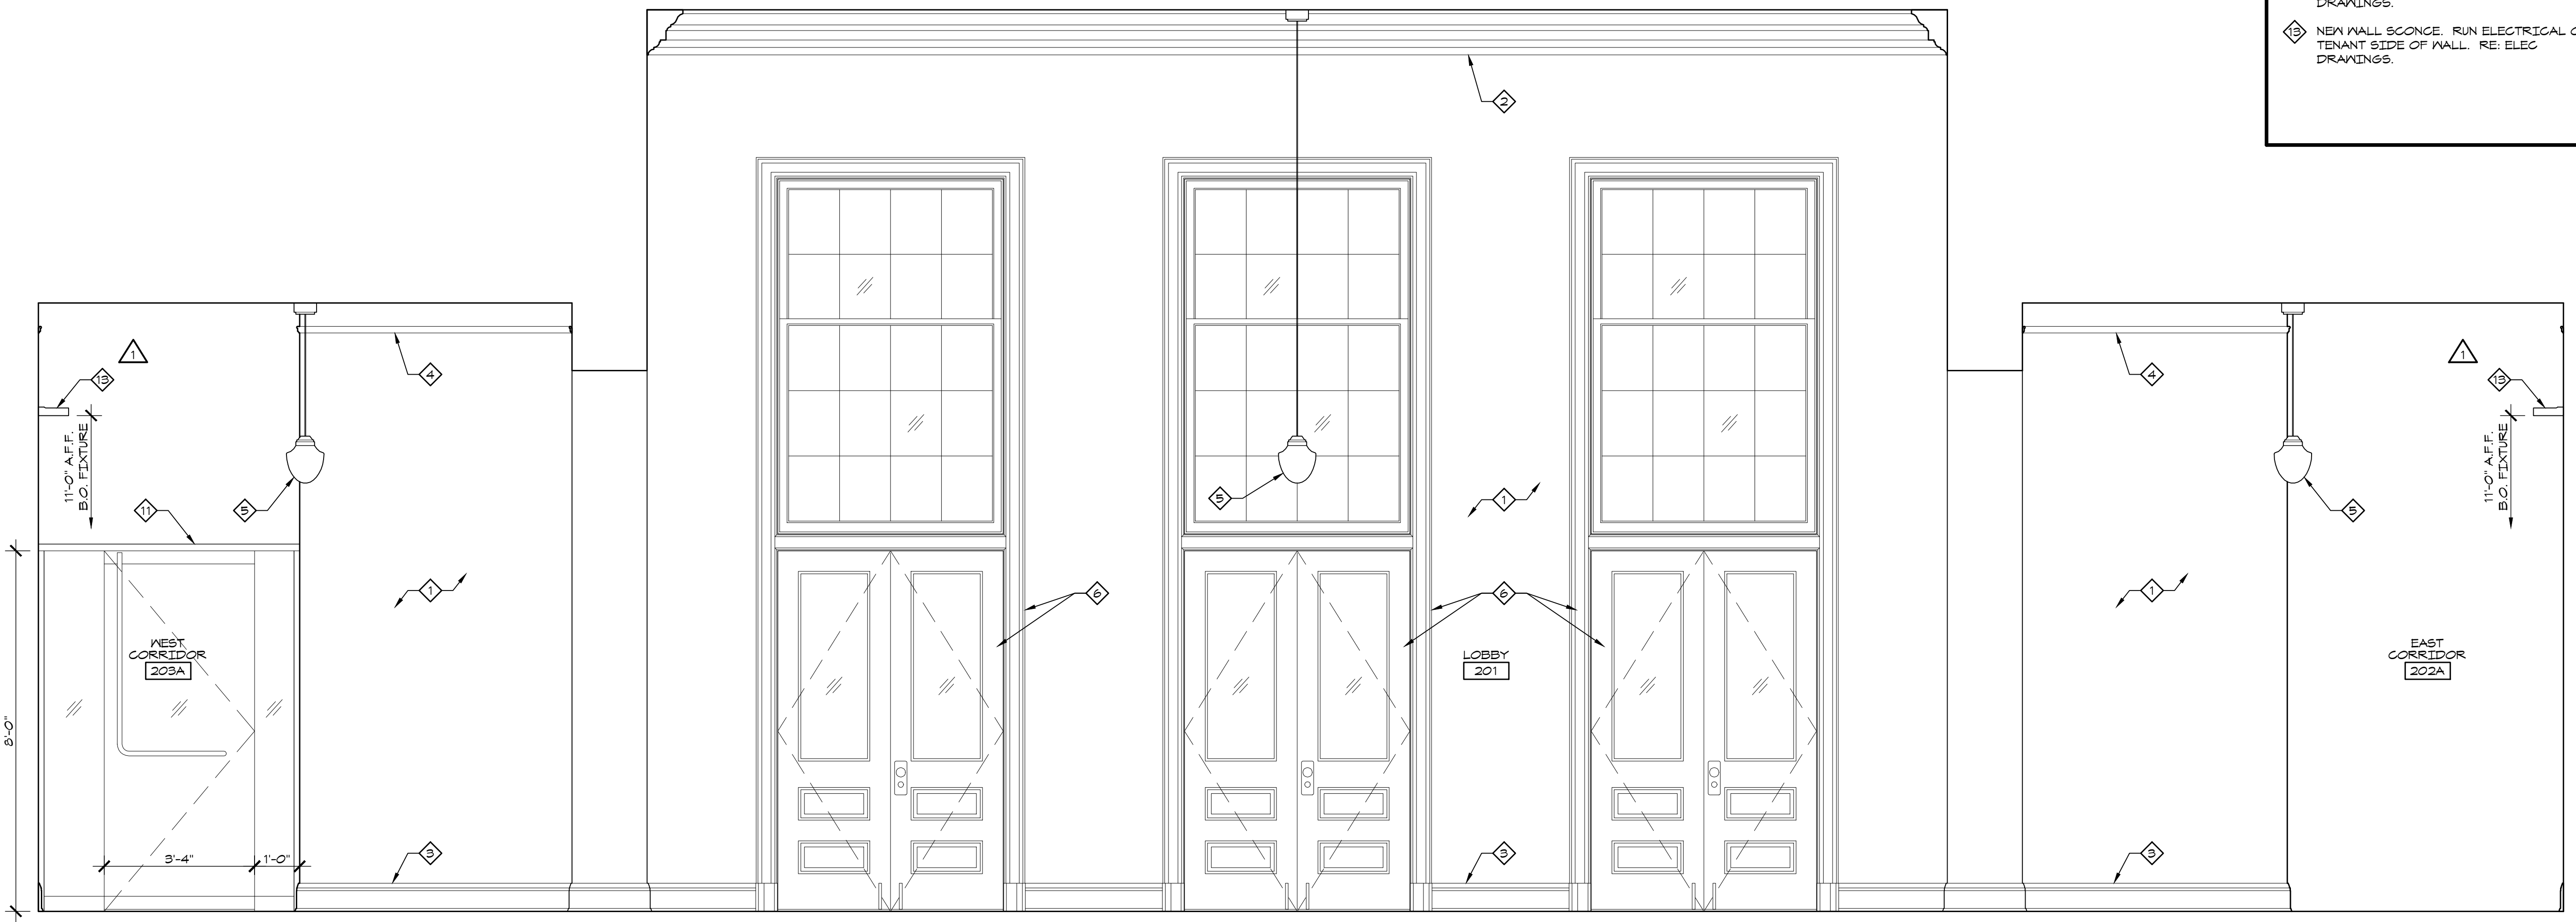 DRAWINGS.
13 NEW WALL SCONCE. RUN ELECTRICAL
TENANT SIDE OF WALL. RE: ELEC
DRAWINGS.
2
1
13
4
11'-0" A.F.F.
B.O. FIXTURE
11
5
1
WEST
CORRIDOR
203A
8'-0"
3'-4"
1'-0"
3
6
5
1
6
LOBBY
201
3
4
1
13
11'-0" A.F.F.
B.O. FIXTURE
5
1
EAST
CORRIDOR
202A
3